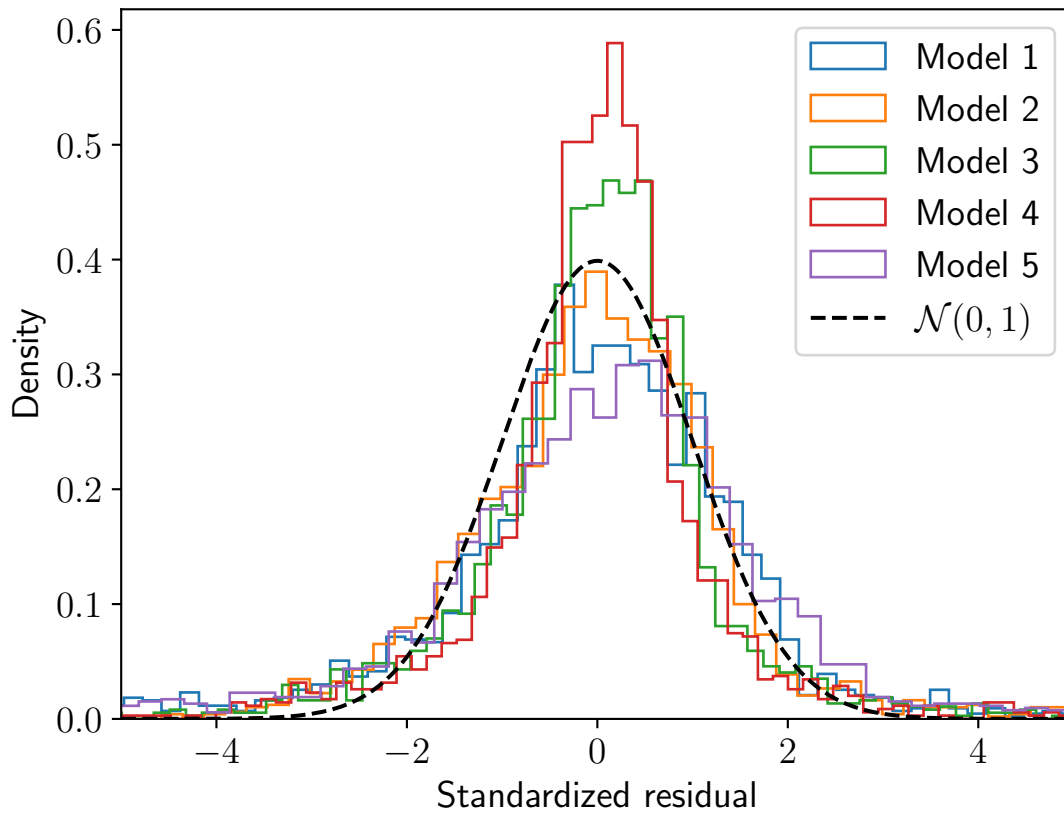 0.6
0.5
0.4
0.3
0.2
0.1
0.0
Density
−4
−2
0
2
4
Standardized residual
Model 1
Model 2
Model 3
Model 4
Model 5
𝒩(0, 1)